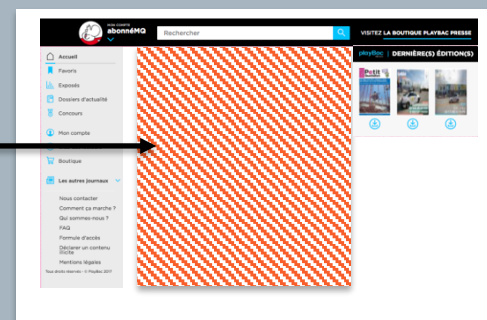 MON COMPTE
abonnéMQ
Rechercher
VISITEZ LA BOUTIQUE PLAYBAC PRESSE
Accueil
Favoris
Exposés
Dossiers d'actualité
Concours
Mon compte
Boutique
Les autres journaux
Nous contacter
Comment ça marche ?
Qui sommes-nous ?
FAQ
Formule d'accès
Déclarer un contenu
illicite
Mentions légales
Tous droits réservés - © PlayBac 2017
playBac | DERNIÈRE(S) ÉDITION(S)
Petit